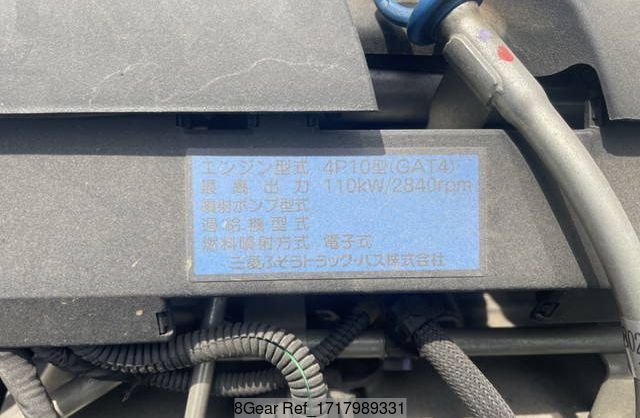 エンジン型式 4P10型(GAT4)
最高出力 110kW/2840rpm
噴射ポンプ型式
過給機型式
燃料噴射方式 電子式
三菱ふそうトラック・バス株式会社
802
8Gear Ref_1717989331